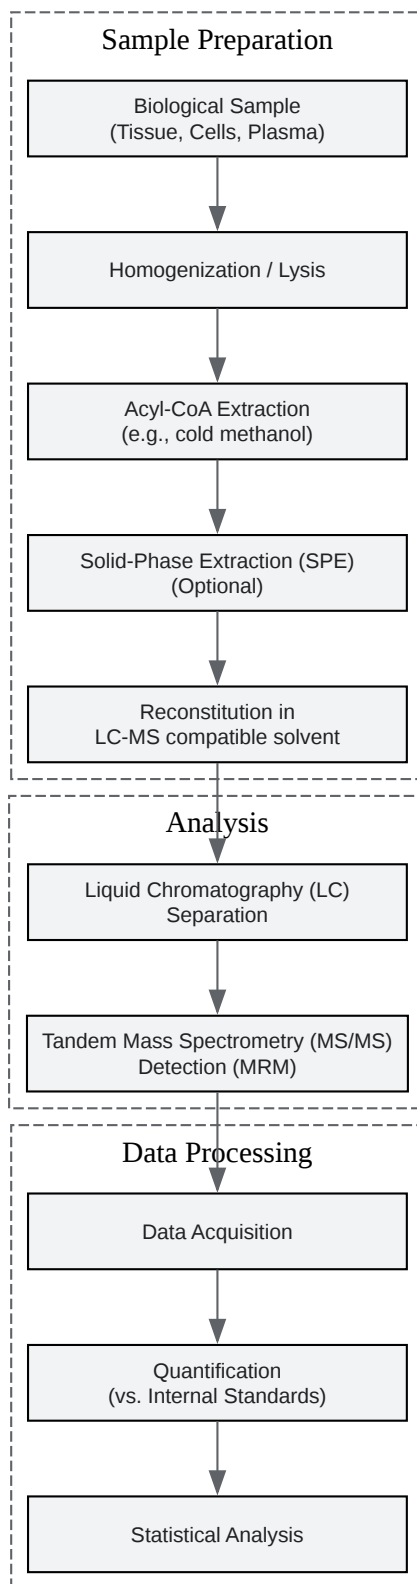 Sample Preparation
Biological Sample
(Tissue, Cells, Plasma)
Homogenization / Lysis
Acyl-CoA Extraction
(e.g., cold methanol)
Solid-Phase Extraction (SPE)
(Optional)
Reconstitution in
LC-MS compatible solvent
Analysis
Liquid Chromatography (LC)
Separation
Tandem Mass Spectrometry (MS/MS)
Detection (MRM)
Data Processing
Data Acquisition
Quantification
(vs. Internal Standards)
Statistical Analysis